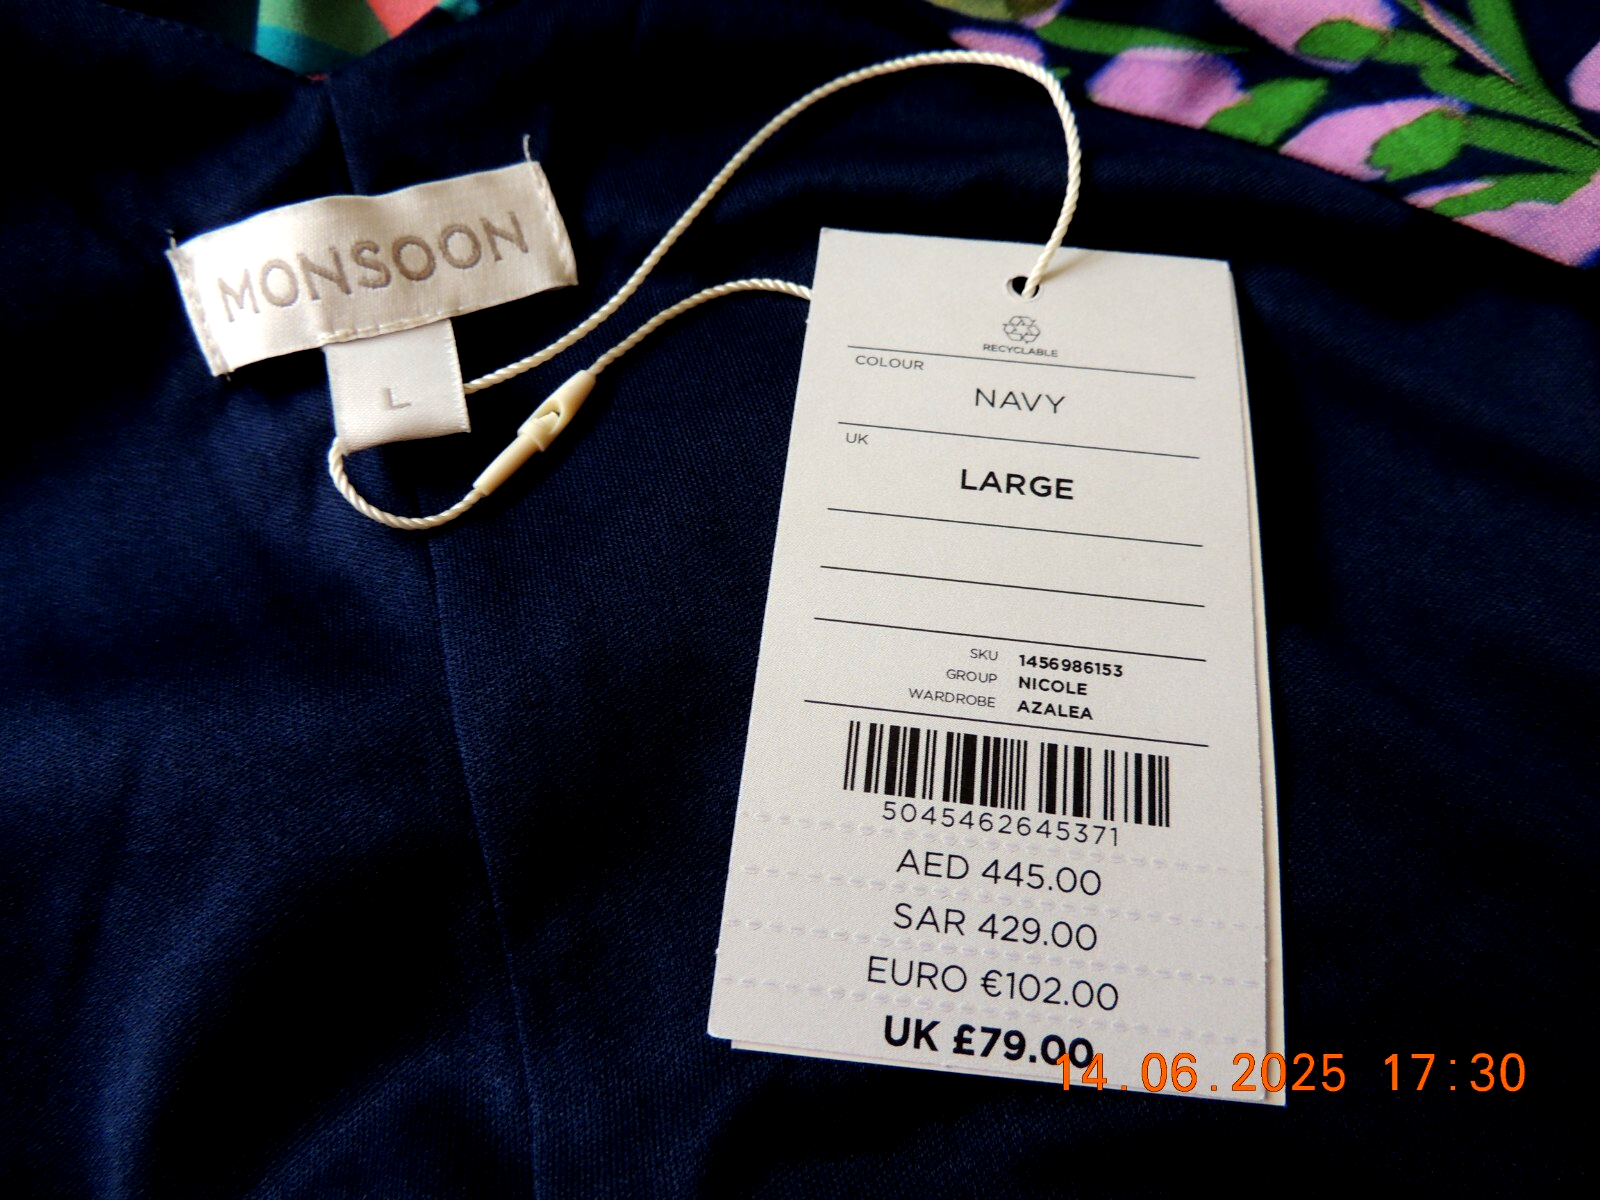 MONSOON
L
RECYCLABLE
COLOUR
NAVY
UK
LARGE
SKU 1456986153
GROUP NICOLE
WARDROBE AZALEA
5045462645371
AED 445.00
SAR 429.00
EURO €102.00
UK £79.00
14.06.2025 17:30